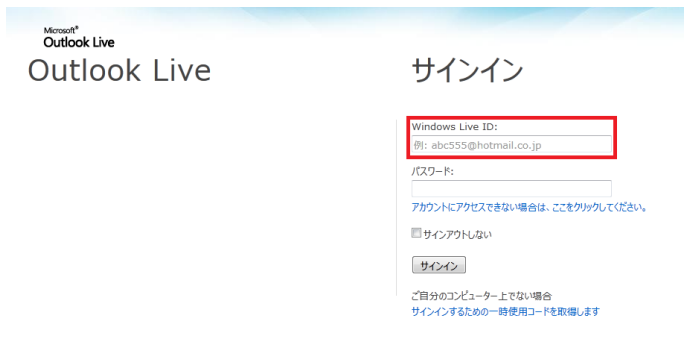 Microsoft®
Outlook Live
Outlook Live
サインイン
Windows Live ID:
例: abc555@hotmail.co.jp
パスワード:
アカウントにアクセスできない場合は、ここをクリックしてください。
サインアウトしない
サインイン
ご自分のコンピューター上でない場合
サインインするための一時使用コードを取得します